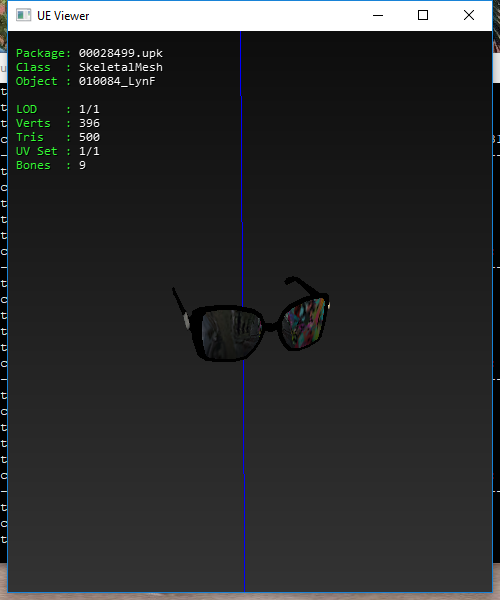 UE Viewer
Package: 00028499.upk
Class : SkeletalMesh
Object : 010084_LynF
LOD : 1/1
Verts : 396
Tris : 500
UV Set : 1/1
Bones : 9